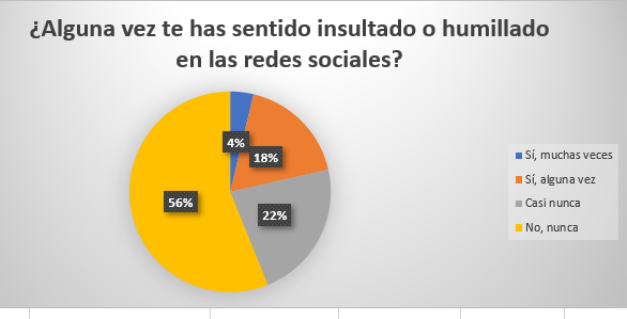 ¿Alguna vez te has sentido insultado o humillado
en las redes sociales?
4%
18%
22%
56%
Sí, muchas veces
Sí, alguna vez
Casi nunca
No, nunca